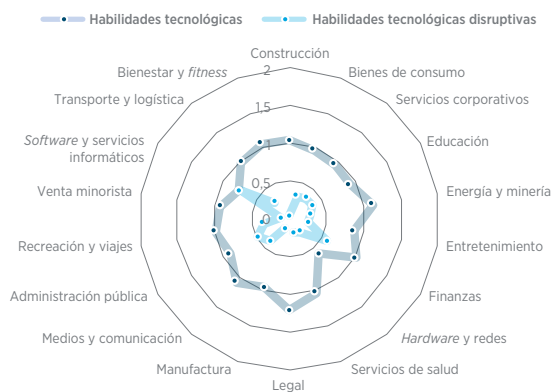 Habilidades tecnológicas
Habilidades tecnológicas disruptivas
Construcción
Bienes de consumo
Servicios corporativos
Educación
Energía y minería
Entretenimiento
Finanzas
Hardware y redes
Servicios de salud
Legal
Manufactura
Medios y comunicación
Administración pública
Recreación y viajes
Venta minorista
Software y servicios
informáticos
Transporte y logística
Bienestar y fitness
2
1,5
1
0,5
0